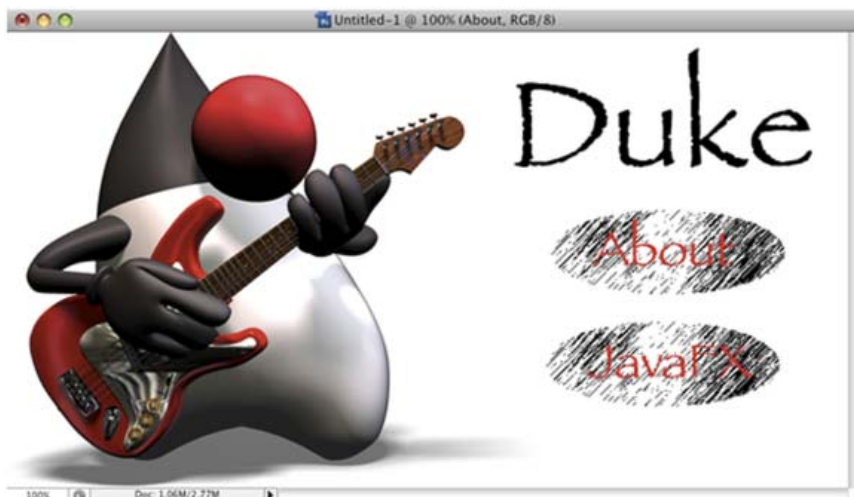 Untitled-1 @ 100% (About, RGB/8)
Duke
About
JavaFX
100%
Doc: 1.06M/2.77M